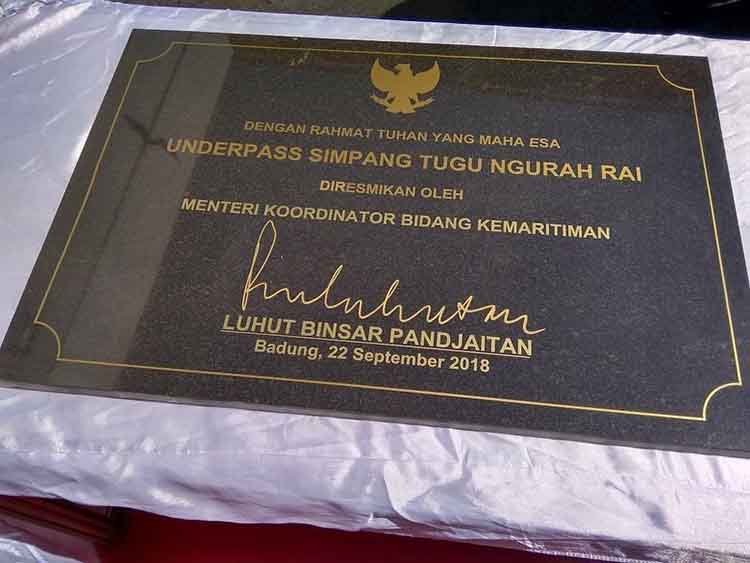 DENGAN RAHMAT TUHAN YANG MAHA ESA
UNDERPASS SIMPANG TUGU NGURAH RAI
DIRESMIKAN OLEH
MENTERI KOORDINATOR BIDANG KEMARITIMAN
LUHUT BINSAR PANDJAITAN
Badung, 22 September 2018